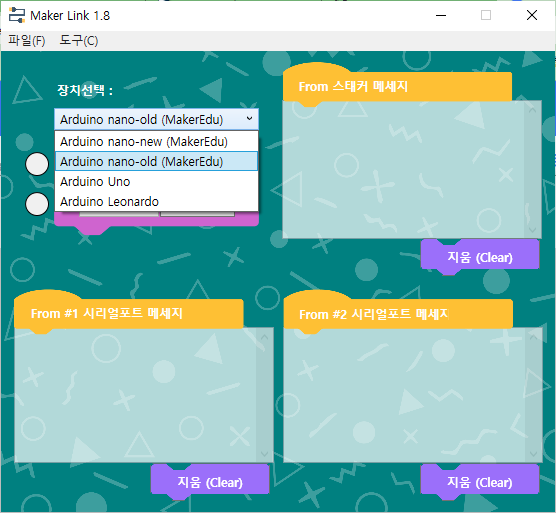 Maker Link 1.8
파일(F) 도구(C)
장치선택 :
Arduino nano-old (MakerEdu)
Arduino nano-new (MakerEdu)
Arduino nano-old (MakerEdu)
Arduino Uno
Arduino Leonardo
From 스태커 메세지
지움 (Clear)
From #1 시리얼포트 메세지
From #2 시리얼포트 메세지
지움 (Clear)
지움 (Clear)